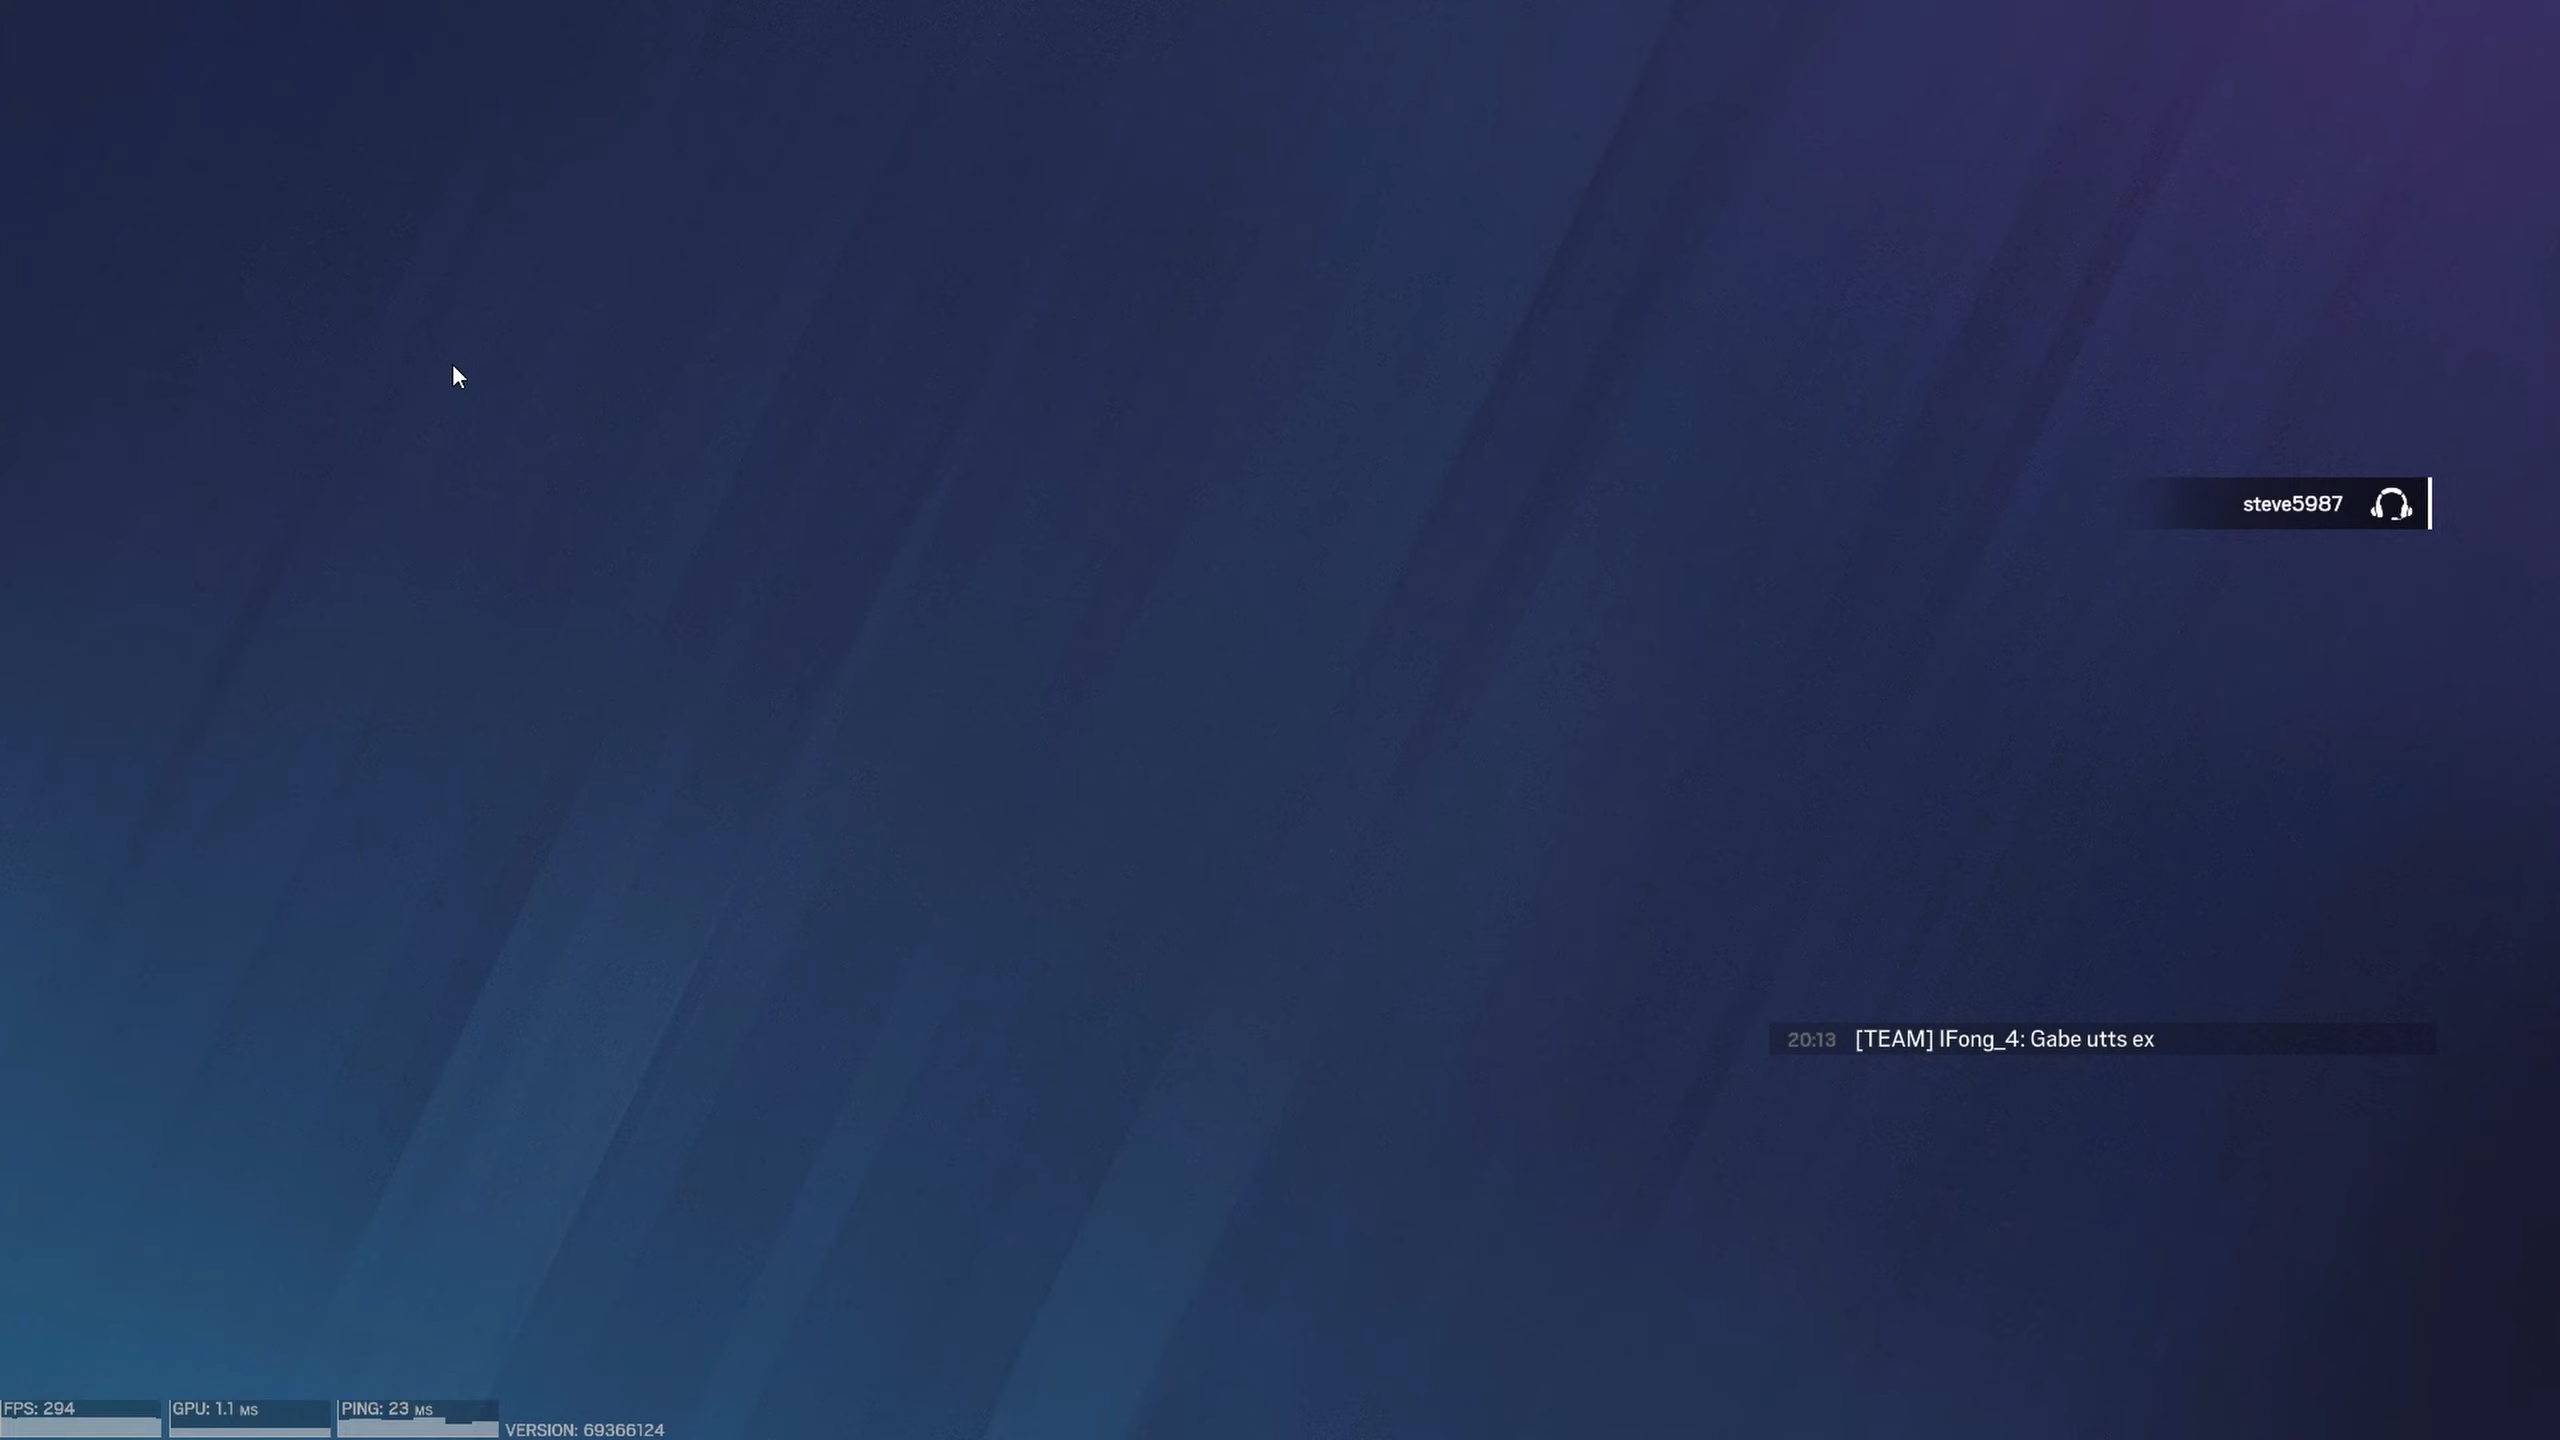 steve5987
20:13 [TEAM] IFong_4: Gabe utts ex
FPS: 294 GPU: 1.1 MS PING: 23 MS VERSION: 69366124